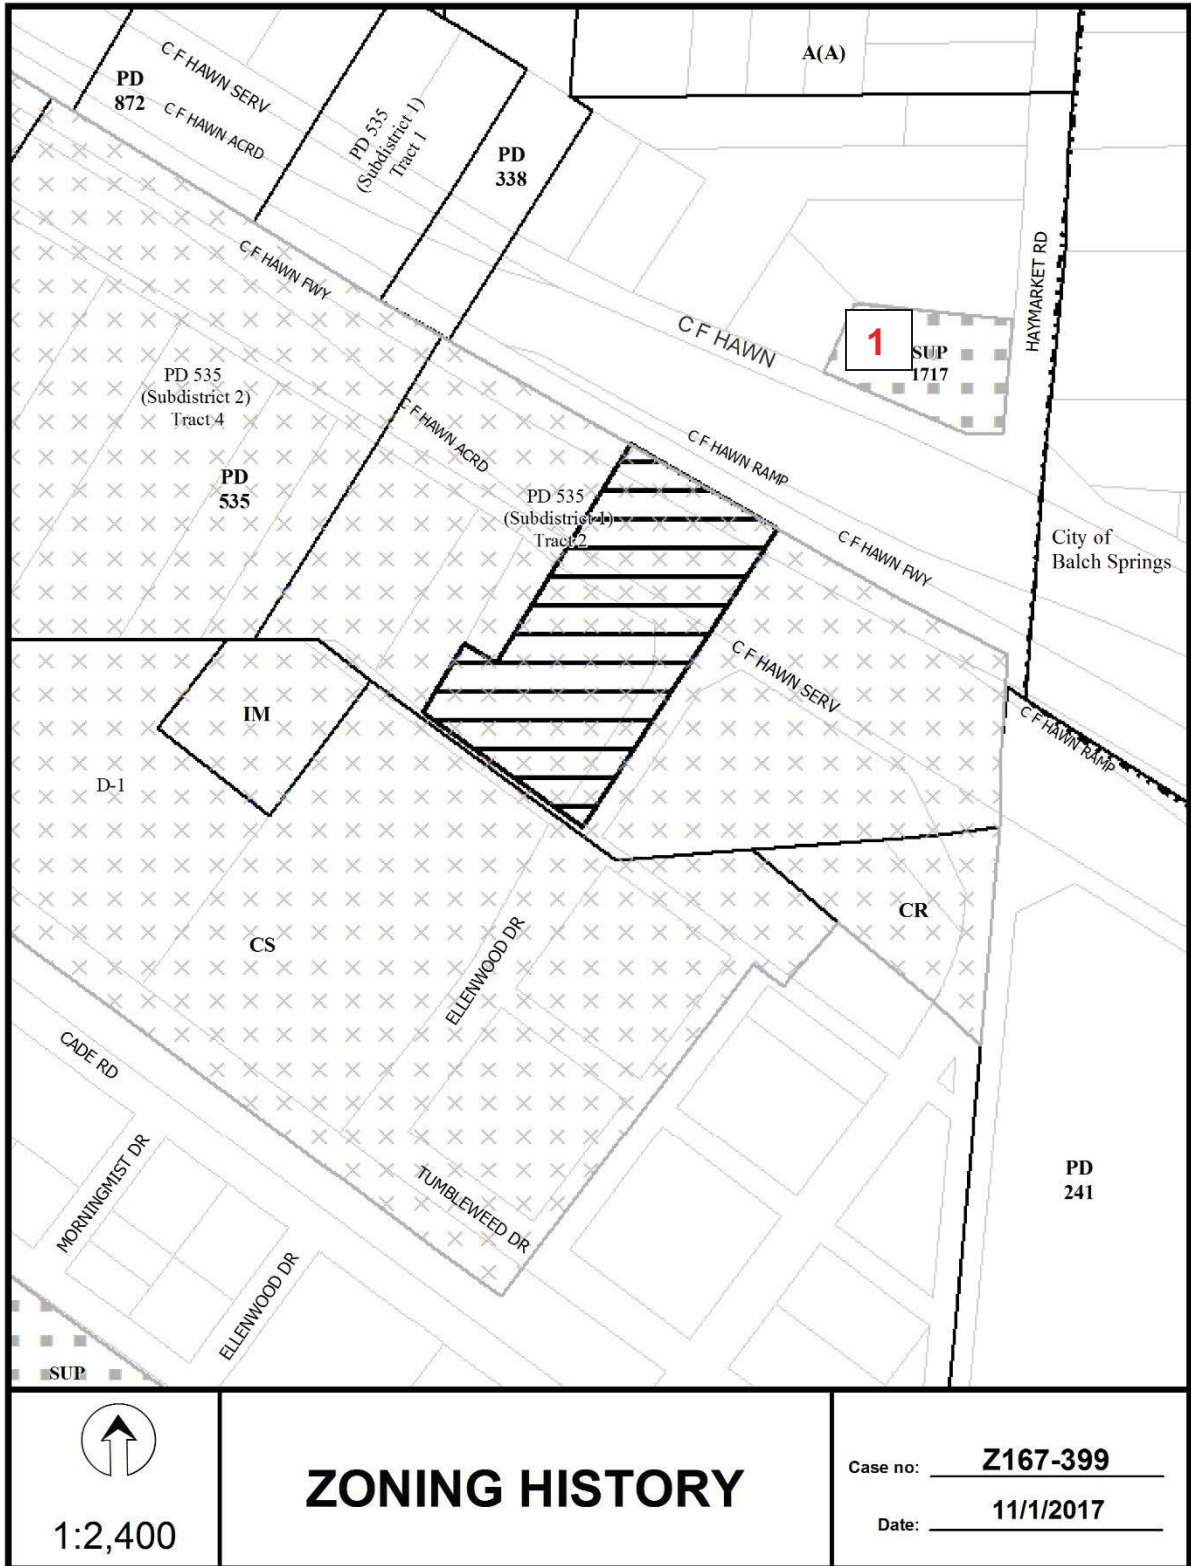 A(A)
C F HAWN SERV
PD
872
C F HAWN ACRD
PD 535
(Subdistrict 1)
Tract 1
PD
338
HAYMARKET RD
C F HAWN FWY
C F HAWN
1
SUP
1717
PD 535
(Subdistrict 2)
Tract 4
C F HAWN ACRD
C F HAWN RAMP
PD
535
PD 535
(Subdistrict 1)
Tract 2
C F HAWN FWY
City of
Balch Springs
C F HAWN SERV
IM
C F HAWN RAMP
D-1
CR
CS
ELLENWOOD DR
CADE RD
MORNINGMIST DR
TUMBLEWEED DR
PD
241
ELLENWOOD DR
SUP
1:2,400
ZONING HISTORY
Case no: Z167-399
Date: 11/1/2017